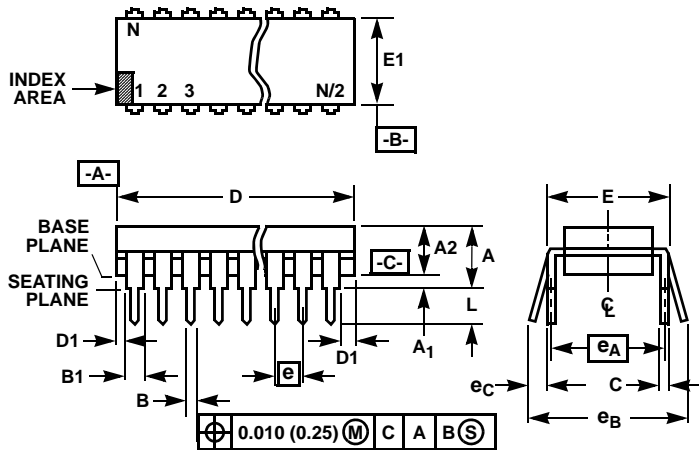 N
E1
INDEX
AREA
1 2 3 N/2
-B-
-A-
D
E
BASE
PLANE
A2
A
-C-
SEATING
PLANE
L
C
L
D1
A1
D1
eA
B1
e
eC
C
B
eB
0.010 (0.25) M C A B S